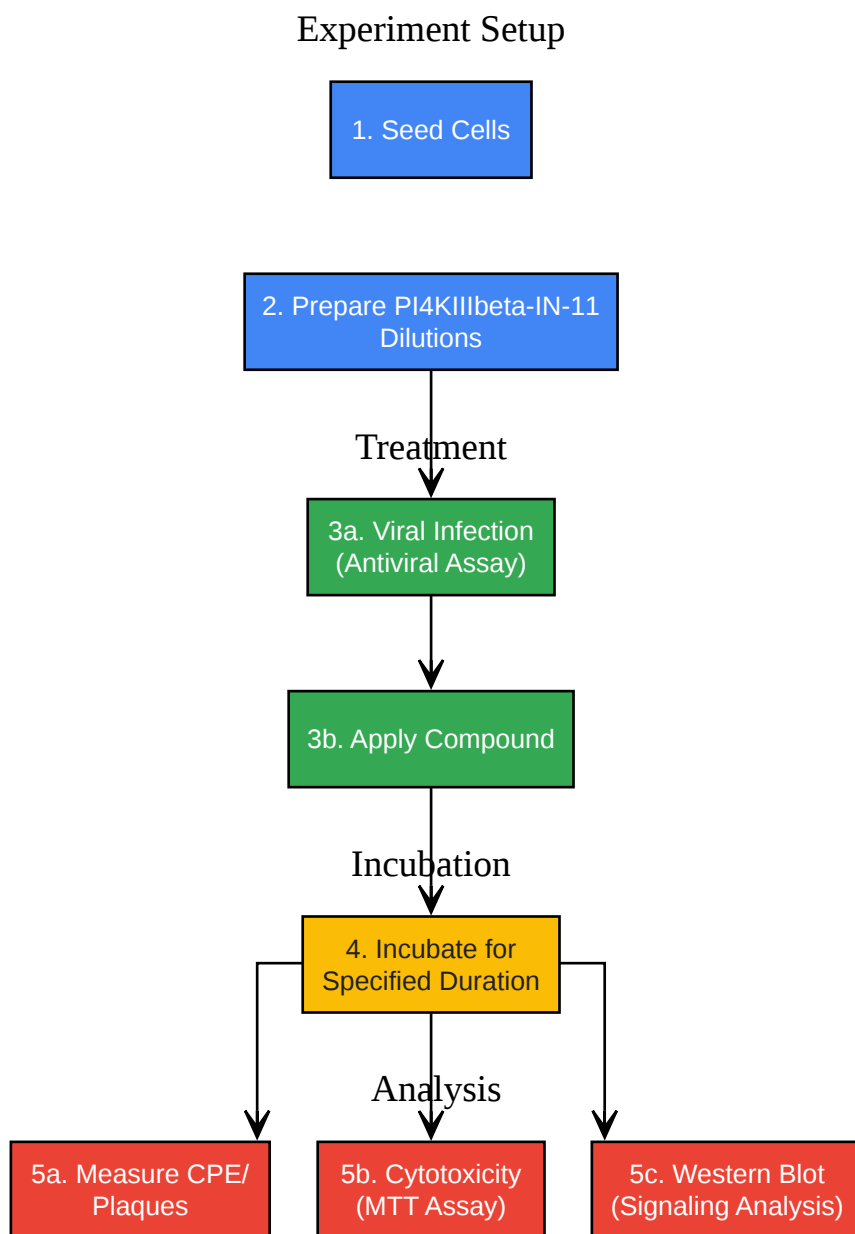 Experiment Setup
1. Seed Cells
2. Prepare PI4KIIIbeta-IN-11
Dilutions
Treatment
3a. Viral Infection
(Antiviral Assay)
3b. Apply Compound
Incubation
4. Incubate for
Specified Duration
Analysis
5a. Measure CPE/
Plaques
5b. Cytotoxicity
(MTT Assay)
5c. Western Blot
(Signaling Analysis)